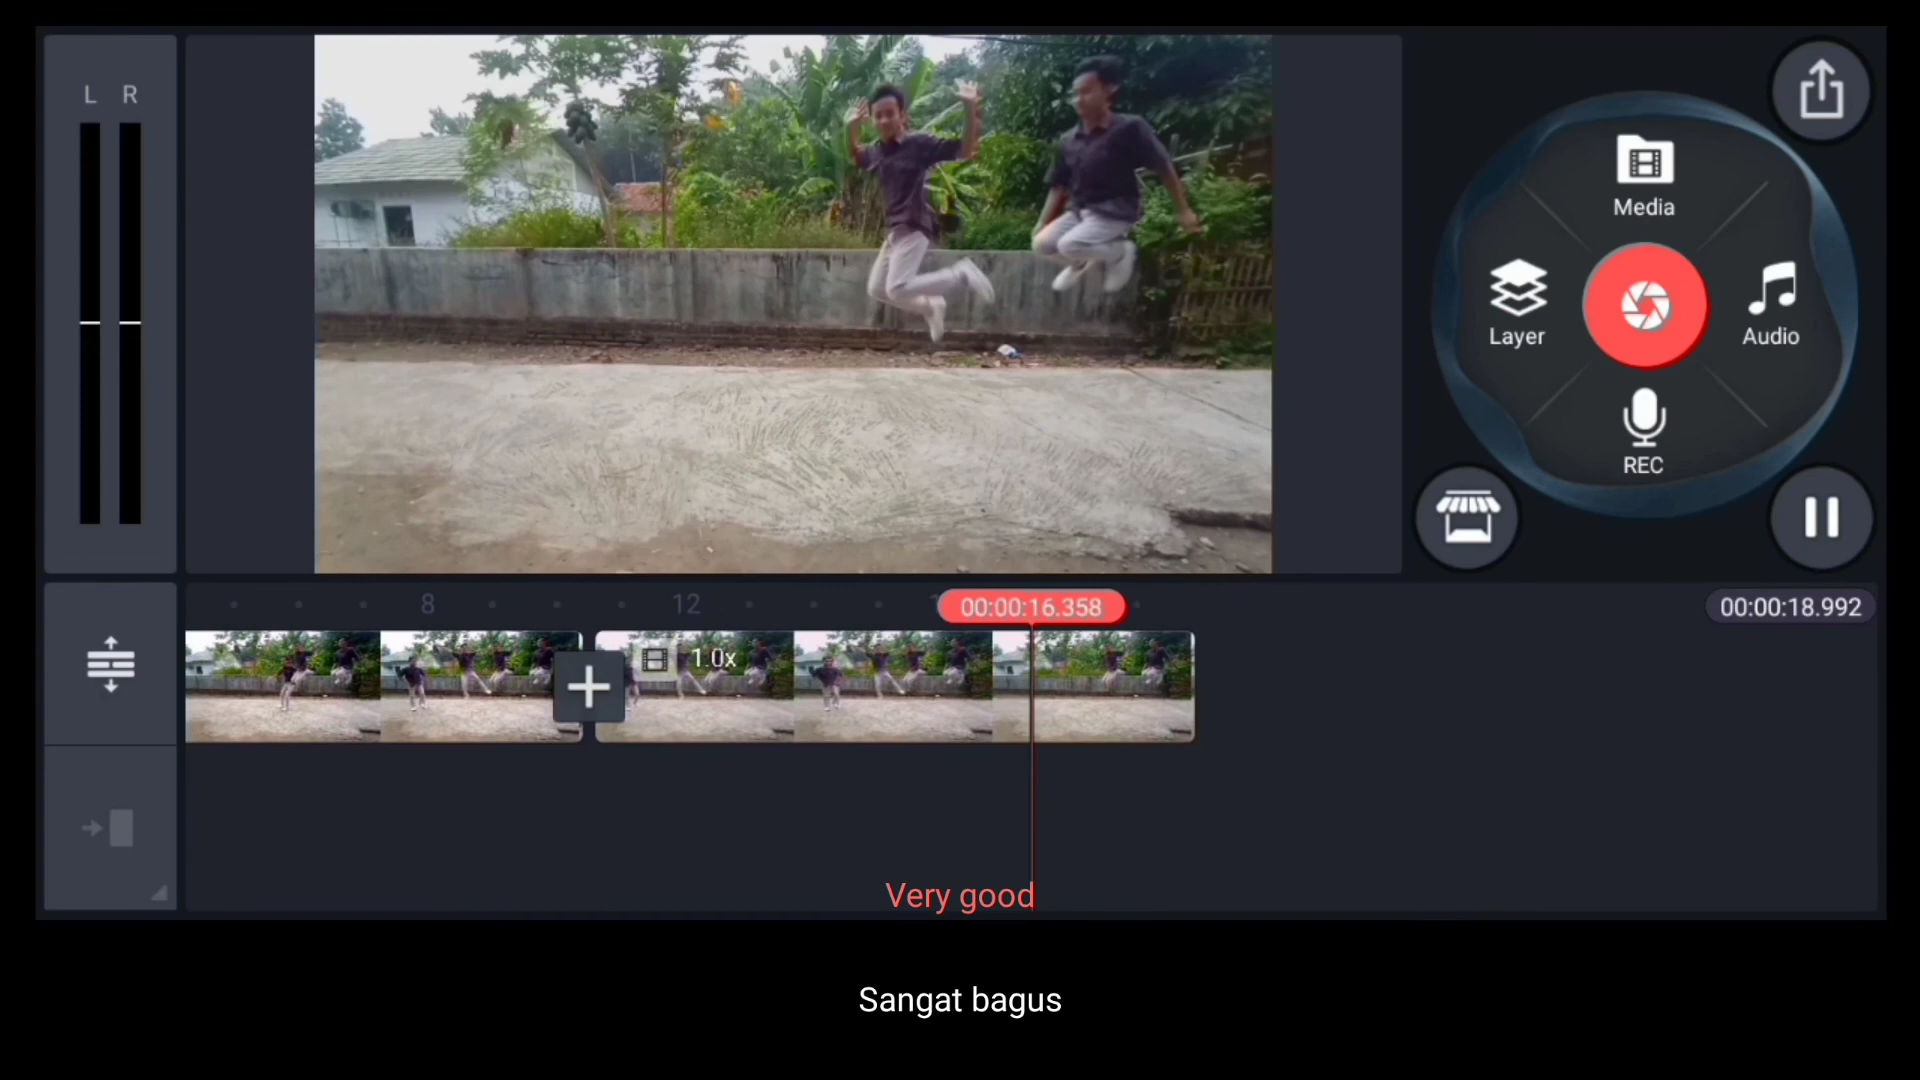 L R
Media
Layer
Audio
REC
8
12
00:00:16.358
00:00:18.992
1.0x
Very good
Sangat bagus